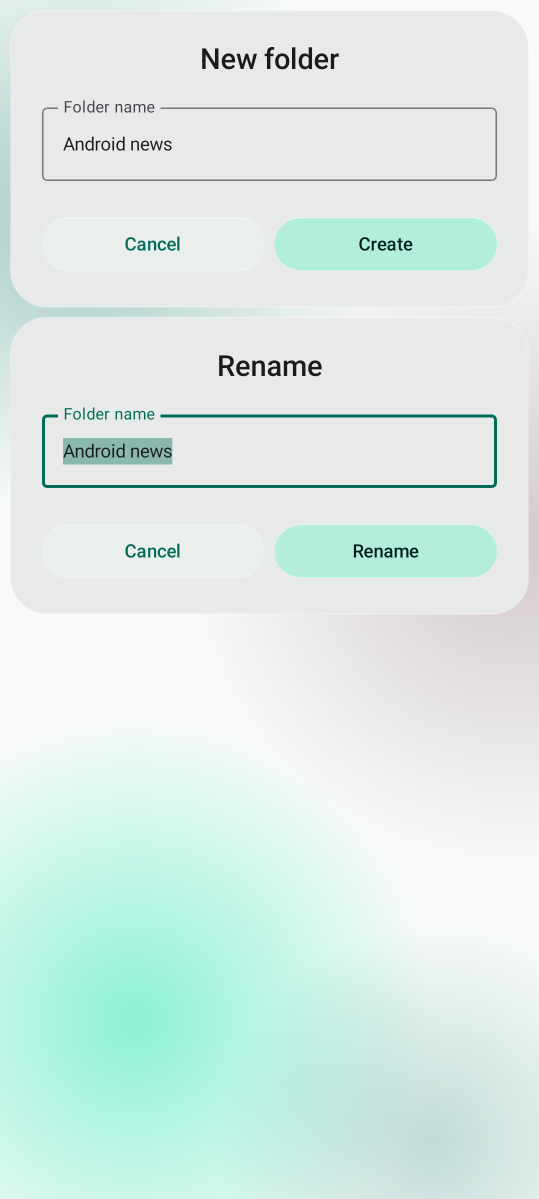 New folder
Folder name
Android news
Cancel
Create
Rename
Folder name
Android news
Cancel
Rename